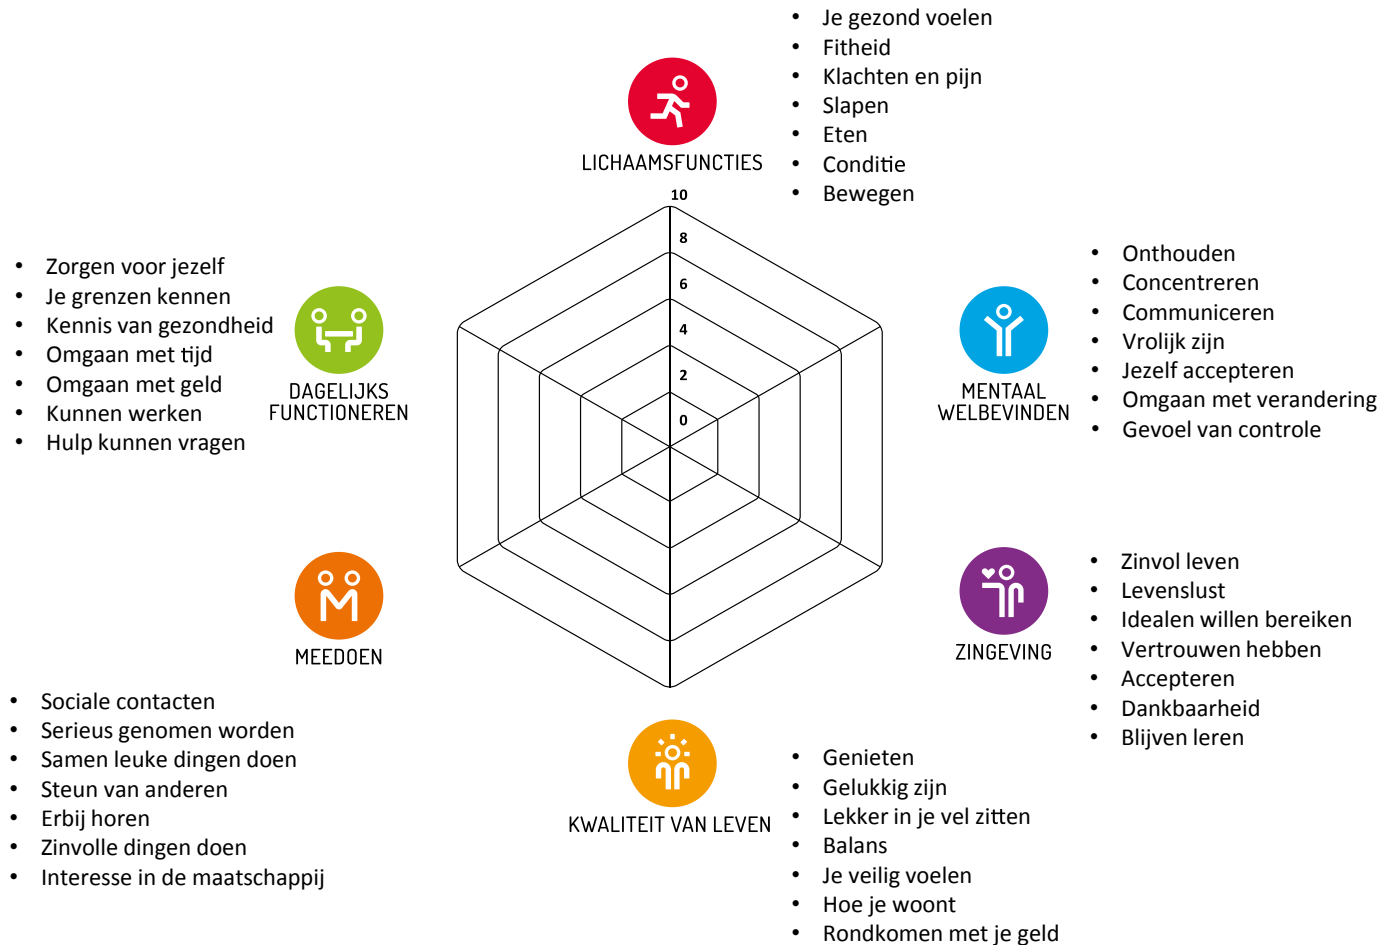 • Je gezond voelen
• Fitheid
• Klachten en pijn
• Slapen
• Eten
• Conditie
• Bewegen
LICHAAMSFUNCTIES
10
8
6
4
2
0
• Onthouden
• Concentreren
• Communiceren
• Vrolijk zijn
• Jezelf accepteren
• Omgaan met verandering
• Gevoel van controle
MENTAAL
WELBEVINDEN
• Zinvol leven
• Levenslust
• Idealen willen bereiken
• Vertrouwen hebben
• Accepteren
• Dankbaarheid
• Blijven leren
ZINGEVING
KWALITEIT VAN LEVEN
• Genieten
• Gelukkig zijn
• Lekker in je vel zitten
• Balans
• Je veilig voelen
• Hoe je woont
• Rondkomen met je geld
MEEDOEN
• Sociale contacten
• Serieus genomen worden
• Samen leuke dingen doen
• Steun van anderen
• Erbij horen
• Zinvolle dingen doen
• Interesse in de maatschappij
• Zorgen voor jezelf
• Je grenzen kennen
• Kennis van gezondheid
• Omgaan met tijd
• Omgaan met geld
• Kunnen werken
• Hulp kunnen vragen
DAGELIJKS
FUNCTIONEREN